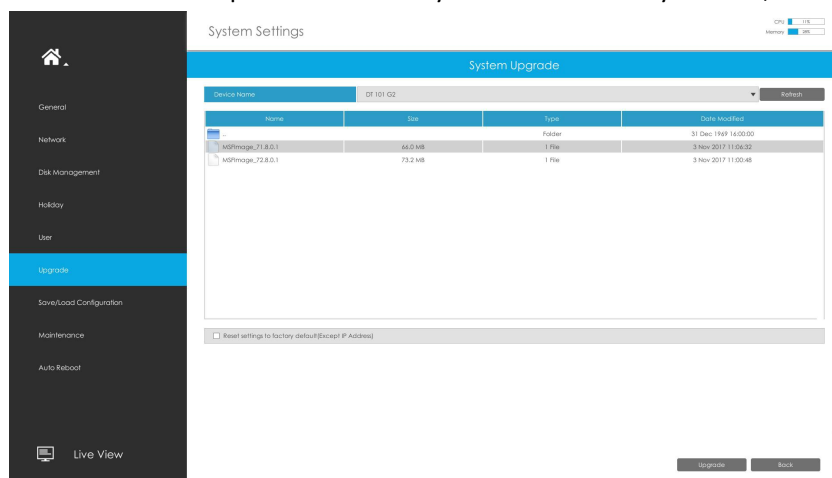 System Settings
CPU 11%
Memory 28%
System Upgrade
Device Name DT 101 G2 Refresh
Name Size Type Date Modified
.. Folder 31 Dec 1969 16:00:00
MSFImage_71.8.0.1 66.0 MB 1 File 3 Nov 2017 11:06:32
MSFImage_72.8.0.1 73.2 MB 1 File 3 Nov 2017 11:00:48
Reset settings to factory default(Except IP Address)
General
Network
Disk Management
Holiday
User
Upgrade
Save/Load Configuration
Maintenance
Auto Reboot
Live View
Upgrade Back